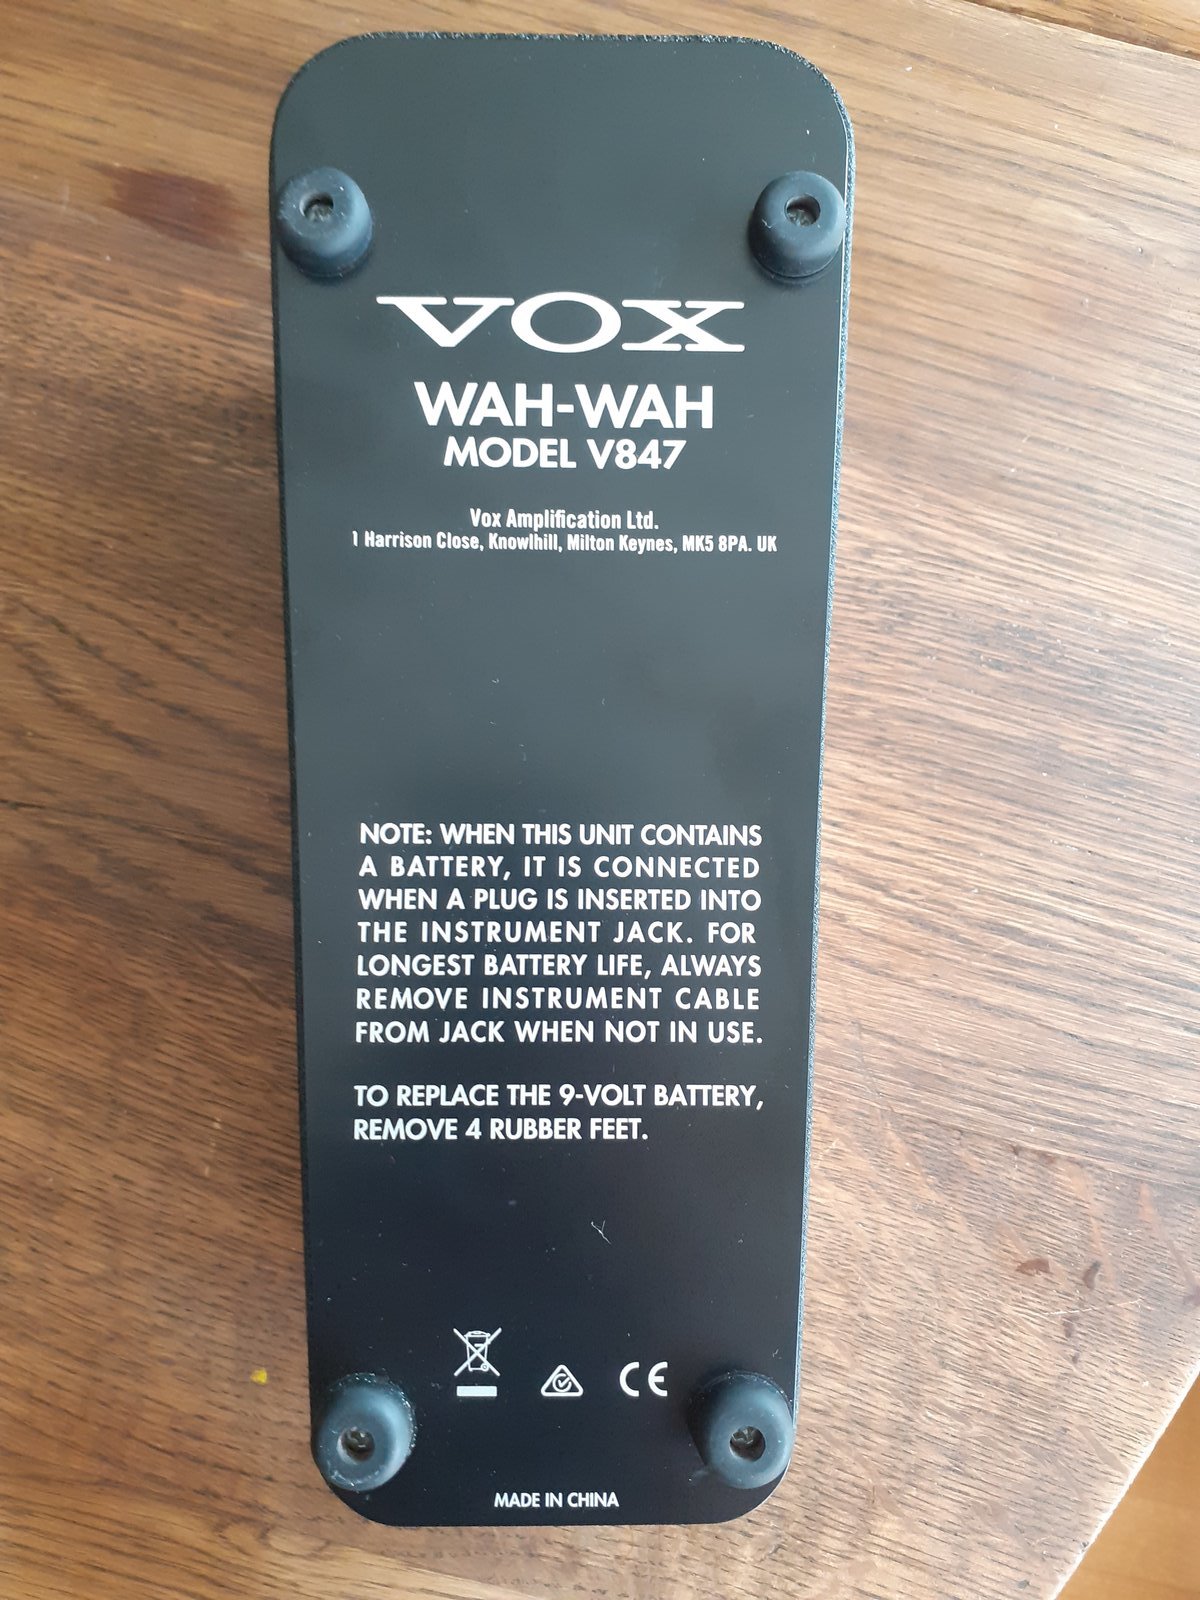 VOX
WAH-WAH
MODEL V847
Vox Amplification Ltd.
1 Harrison Close, Knowlhill, Milton Keynes, MK5 8PA. UK
NOTE: WHEN THIS UNIT CONTAINS
A BATTERY, IT IS CONNECTED
WHEN A PLUG IS INSERTED INTO
THE INSTRUMENT JACK. FOR
LONGEST BATTERY LIFE, ALWAYS
REMOVE INSTRUMENT CABLE
FROM JACK WHEN NOT IN USE.
TO REPLACE THE 9-VOLT BATTERY,
REMOVE 4 RUBBER FEET.
CE
MADE IN CHINA